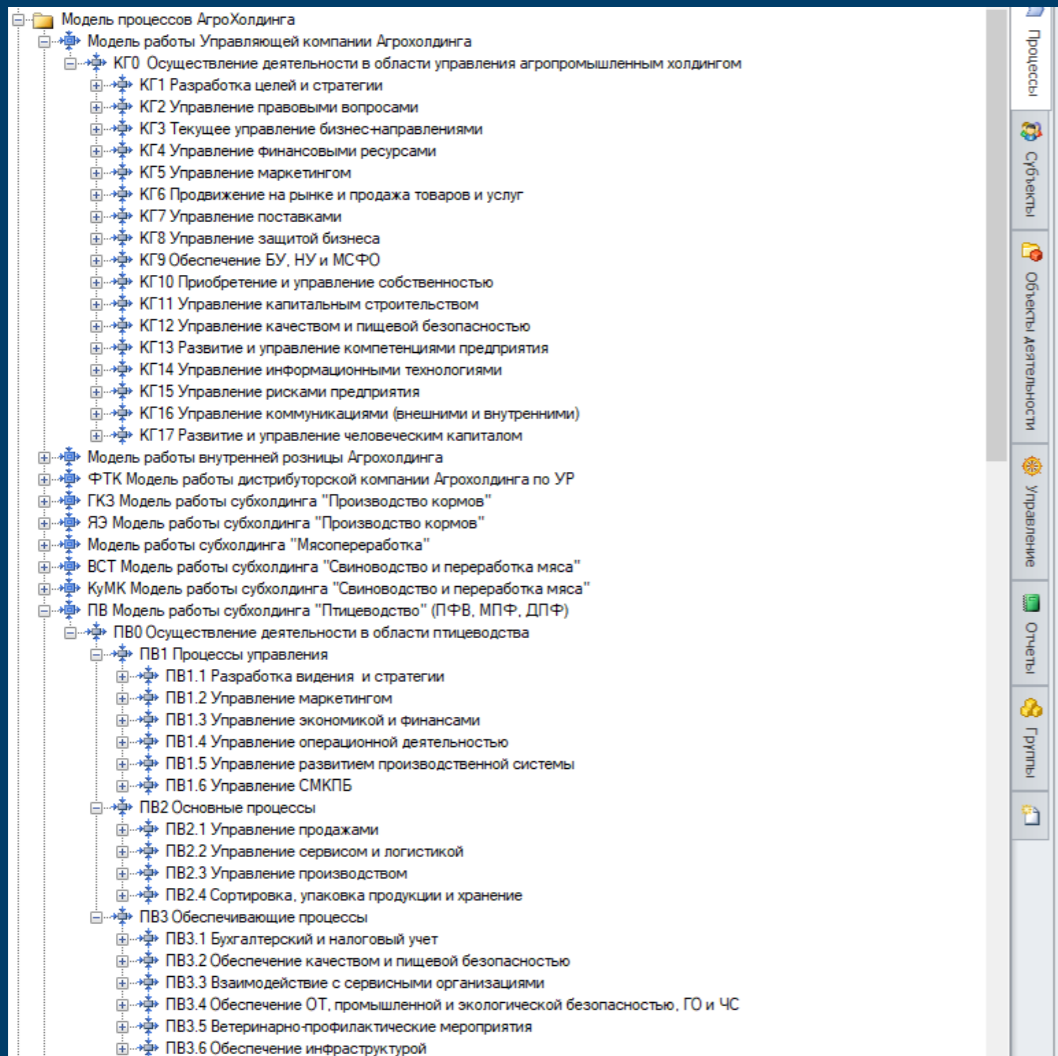 Модель процессов АгроХолдинга
Модель работы Управляющей компании Агрохолдинга
КГ0 Осуществление деятельности в области управления агропромышленным холдингом
КГ1 Разработка целей и стратегии
КГ2 Управление правовыми вопросами
КГ3 Текущее управление бизнес-направлениями
КГ4 Управление финансовыми ресурсами
КГ5 Управление маркетингом
КГ6 Продвижение на рынке и продажа товаров и услуг
КГ7 Управление поставками
КГ8 Управление защитой бизнеса
КГ9 Обеспечение БУ, НУ и МСФО
КГ10 Приобретение и управление собственностью
КГ11 Управление капитальным строительством
КГ12 Управление качеством и пищевой безопасностью
КГ13 Развитие и управление компетенциями предприятия
КГ14 Управление информационными технологиями
КГ15 Управление рисками предприятия
КГ16 Управление коммуникациями (внешними и внутренними)
КГ17 Развитие и управление человеческим капиталом
Модель работы внутренней розницы Агрохолдинга
ФТК Модель работы дистрибуторской компании Агрохолдинга по УР
ГКЗ Модель работы субхолдинга "Производство кормов"
ЯЭ Модель работы субхолдинга "Производство кормов"
Модель работы субхолдинга "Мясопереработка"
ВСТ Модель работы субхолдинга "Свиноводство и переработка мяса"
КуМК Модель работы субхолдинга "Свиноводство и переработка мяса"
ПВ Модель работы субхолдинга "Птицеводство" (ПФВ, МПФ, ДПФ)
ПВ0 Осуществление деятельности в области птицеводства
ПВ1 Процессы управления
ПВ1.1 Разработка видения и стратегии
ПВ1.2 Управление маркетингом
ПВ1.3 Управление экономикой и финансами
ПВ1.4 Управление операционной деятельностью
ПВ1.5 Управление развитием производственной системы
ПВ1.6 Управление СМКПБ
ПВ2 Основные процессы
ПВ2.1 Управление продажами
ПВ2.2 Управление сервисом и логистикой
ПВ2.3 Управление производством
ПВ2.4 Сортировка, упаковка продукции и хранение
ПВ3 Обеспечивающие процессы
ПВ3.1 Бухгалтерский и налоговый учет
ПВ3.2 Обеспечение качеством и пищевой безопасностью
ПВ3.3 Взаимодействие с сервисными организациями
ПВ3.4 Обеспечение ОТ, промышленной и экологической безопасностью, ГО и ЧС
ПВ3.5 Ветеринарно-профилактические мероприятия
ПВ3.6 Обеспечение инфраструктурой
Процессы
Субъекты
Объекты деятельности
Управление
Отчеты
Группы